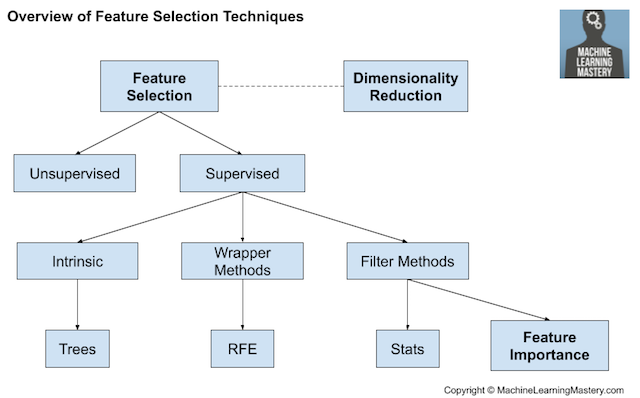 Overview of Feature Selection Techniques
MACHINE
LEARNING
MASTERY
Feature
Selection
Dimensionality
Reduction
Unsupervised
Supervised
Intrinsic
Wrapper
Methods
Filter Methods
Trees
RFE
Stats
Feature
Importance
Copyright © MachineLearningMastery.com